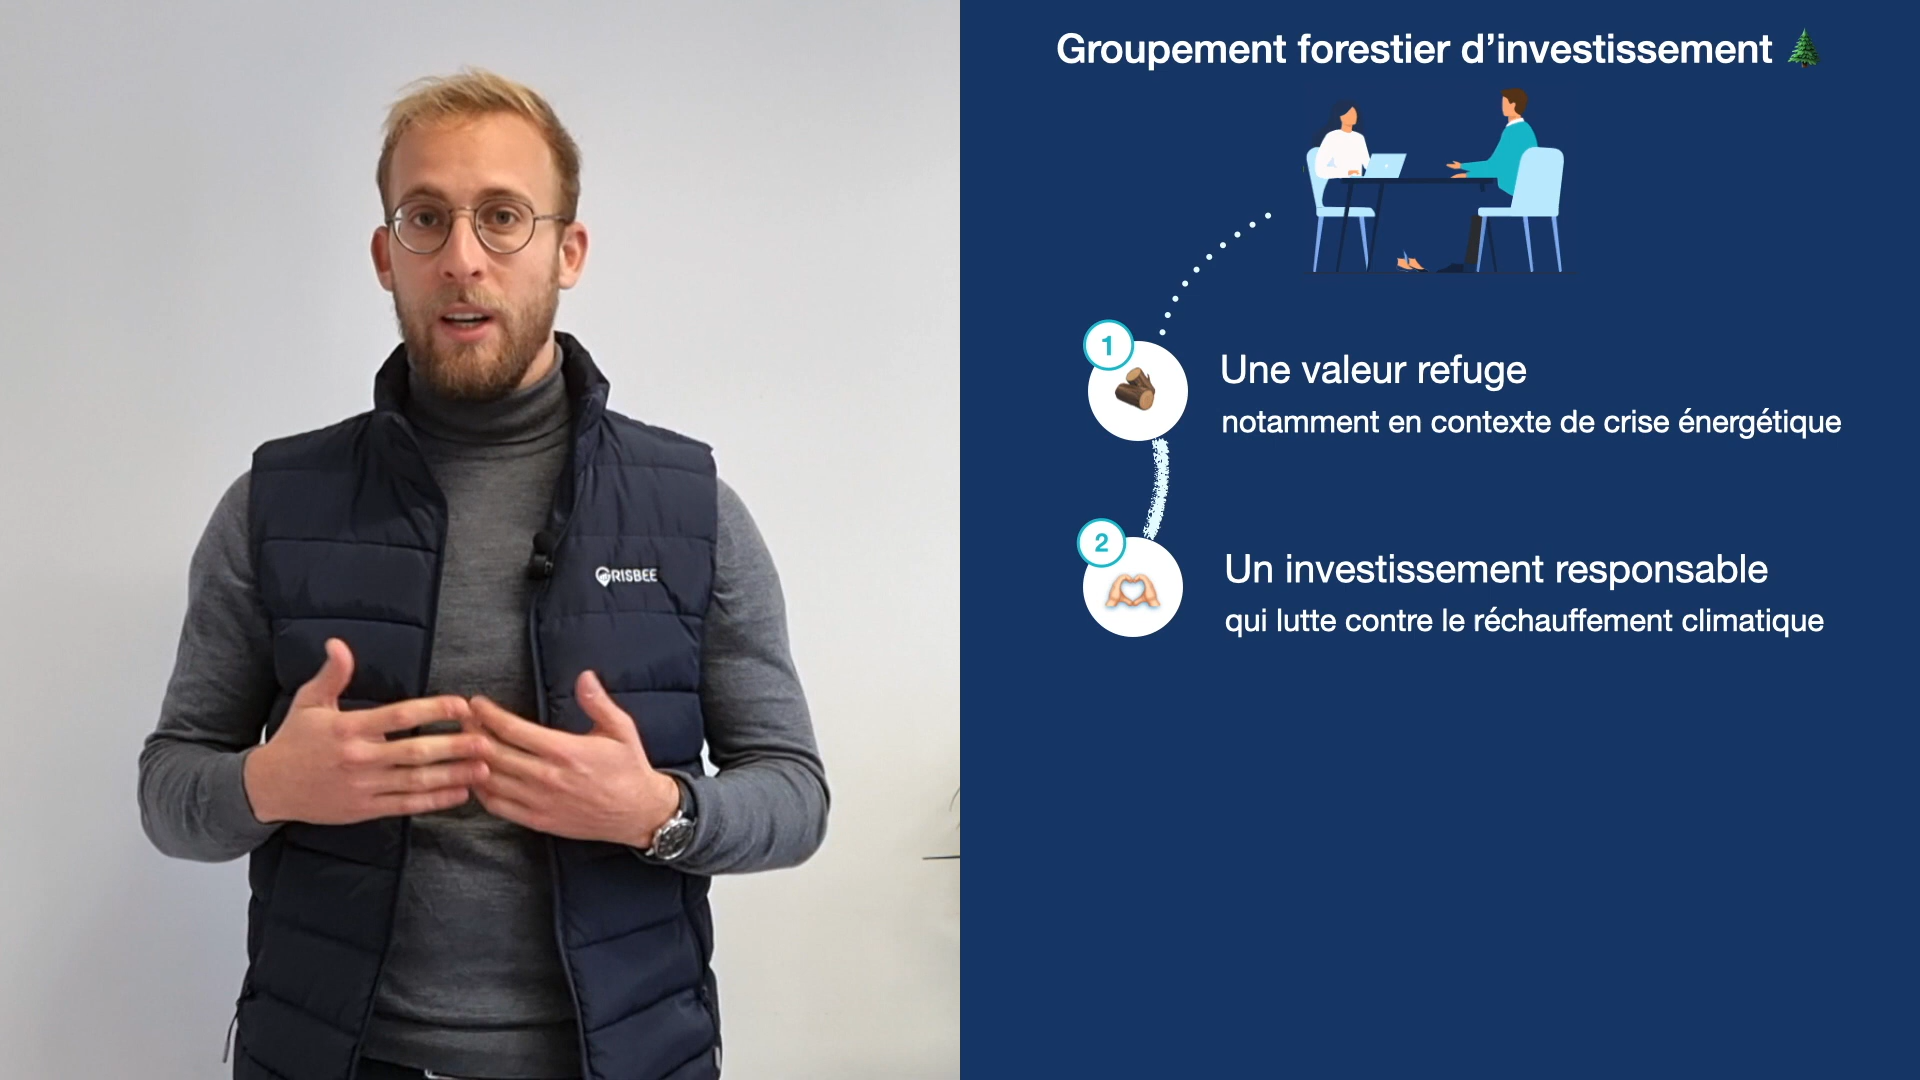 GRISBEE
Groupement forestier d’investissement
1
Une valeur refuge
notamment en contexte de crise énergétique
2
Un investissement responsable
qui lutte contre le réchauffement climatique